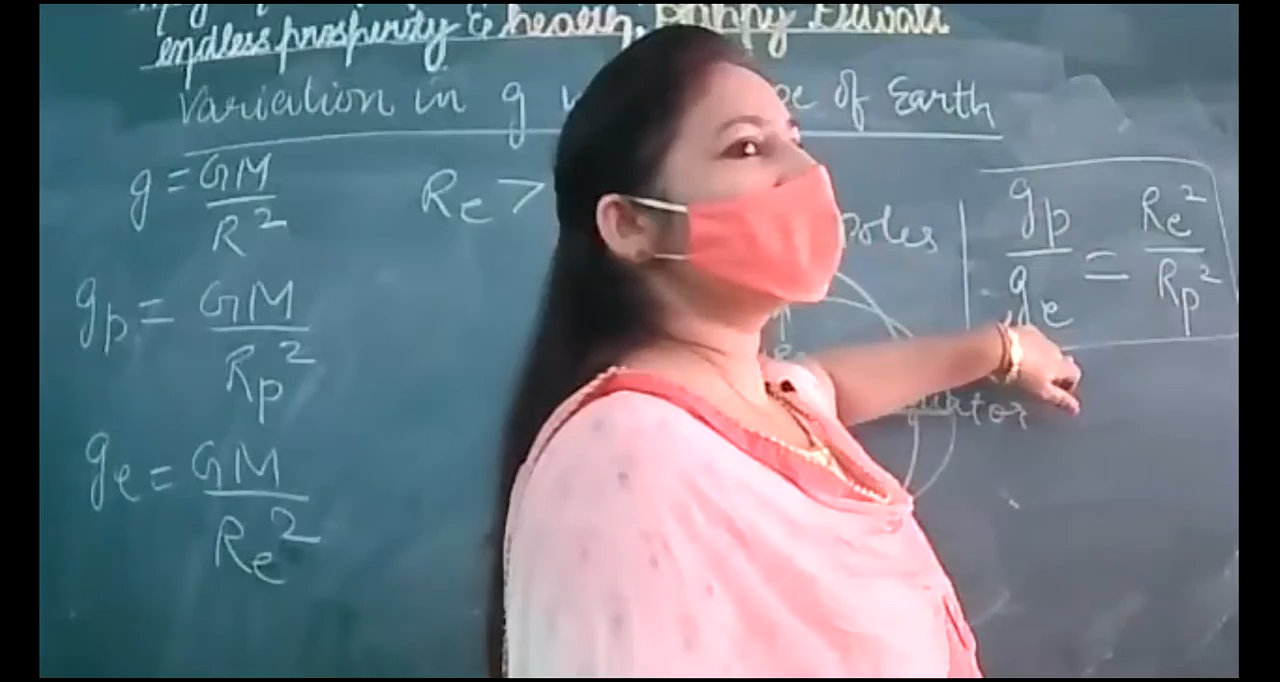 endless prosperity & health, Happy Diwali
Variation in g of Earth
g = GM / R²
Re >
poles
gp / ge = Re² / Rp²
gp = GM / Rp²
ge = GM / Re²